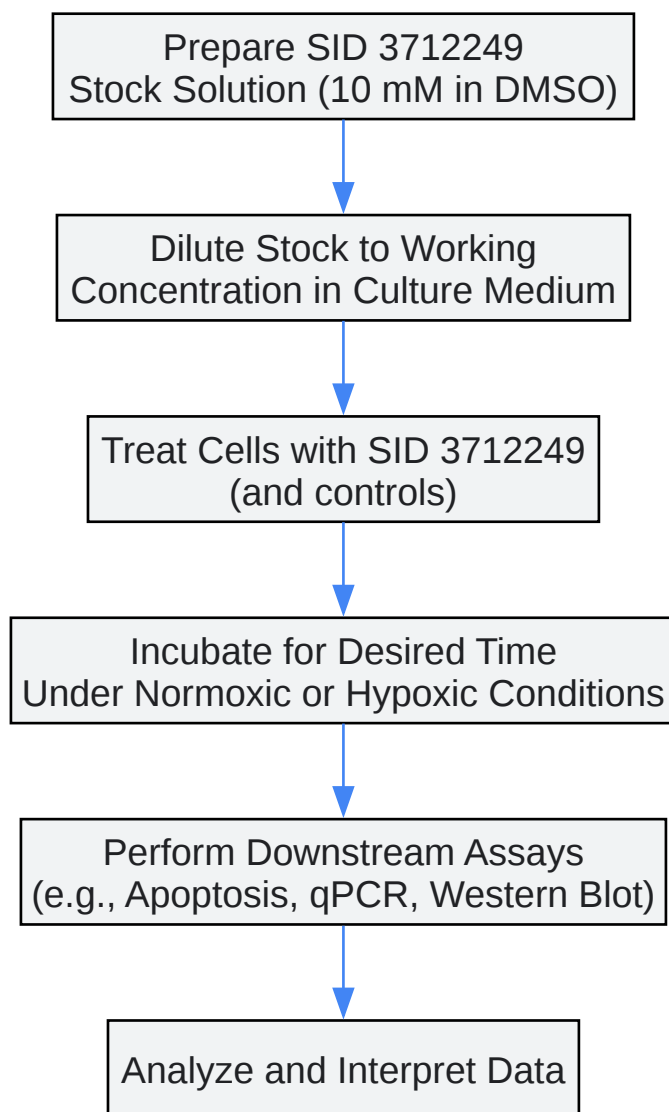 Prepare SID 3712249
Stock Solution (10 mM in DMSO)
Dilute Stock to Working
Concentration in Culture Medium
Treat Cells with SID 3712249
(and controls)
Incubate for Desired Time
Under Normoxic or Hypoxic Conditions
Perform Downstream Assays
(e.g., Apoptosis, qPCR, Western Blot)
Analyze and Interpret Data